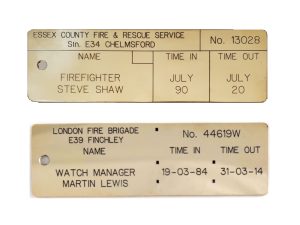 ESSEX COUNTY FIRE & RESCUE SERVICE
Stn. E34 CHELMSFORD
No. 13028
NAME TIME IN TIME OUT
FIREFIGHTER JULY JULY
STEVE SHAW 90 20
LONDON FIRE BRIGADE
E39 FINCHLEY
No. 44619W
NAME TIME IN TIME OUT
WATCH MANAGER
MARTIN LEWIS
19-03-84 31-03-14